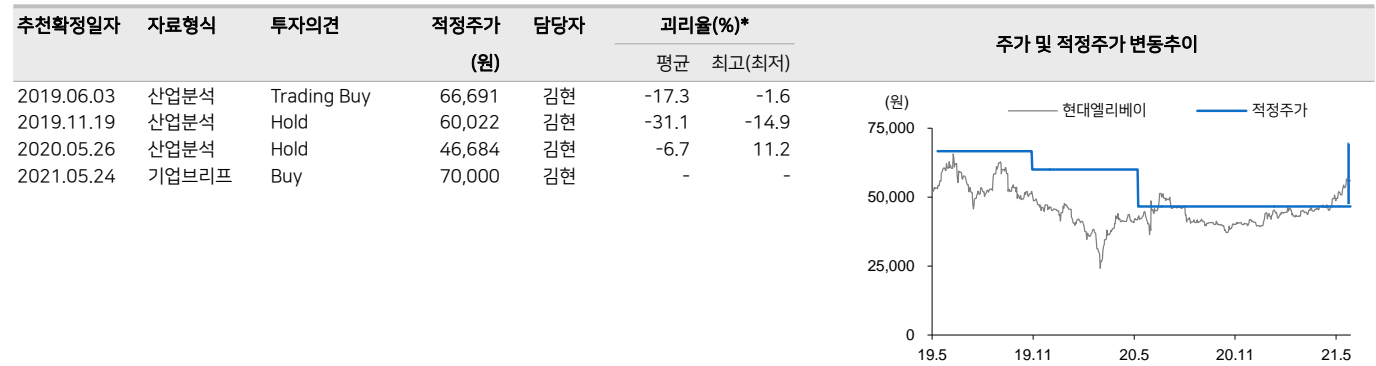 추천확정일자 자료형식 투자의견 적정주가 담당자 괴리율(%)* 주가 및 적정주가 변동추이
(원) 평균 최고(최저)
2019.06.03 산업분석 Trading Buy 66,691 김현 -17.3 -1.6
2019.11.19 산업분석 Hold 60,022 김현 -31.1 -14.9
2020.05.26 산업분석 Hold 46,684 김현 -6.7 11.2
2021.05.24 기업브리프 Buy 70,000 김현 - -
(원) 현대엘리베이 적정주가
75,000
50,000
25,000
0
19.5 19.11 20.5 20.11 21.5